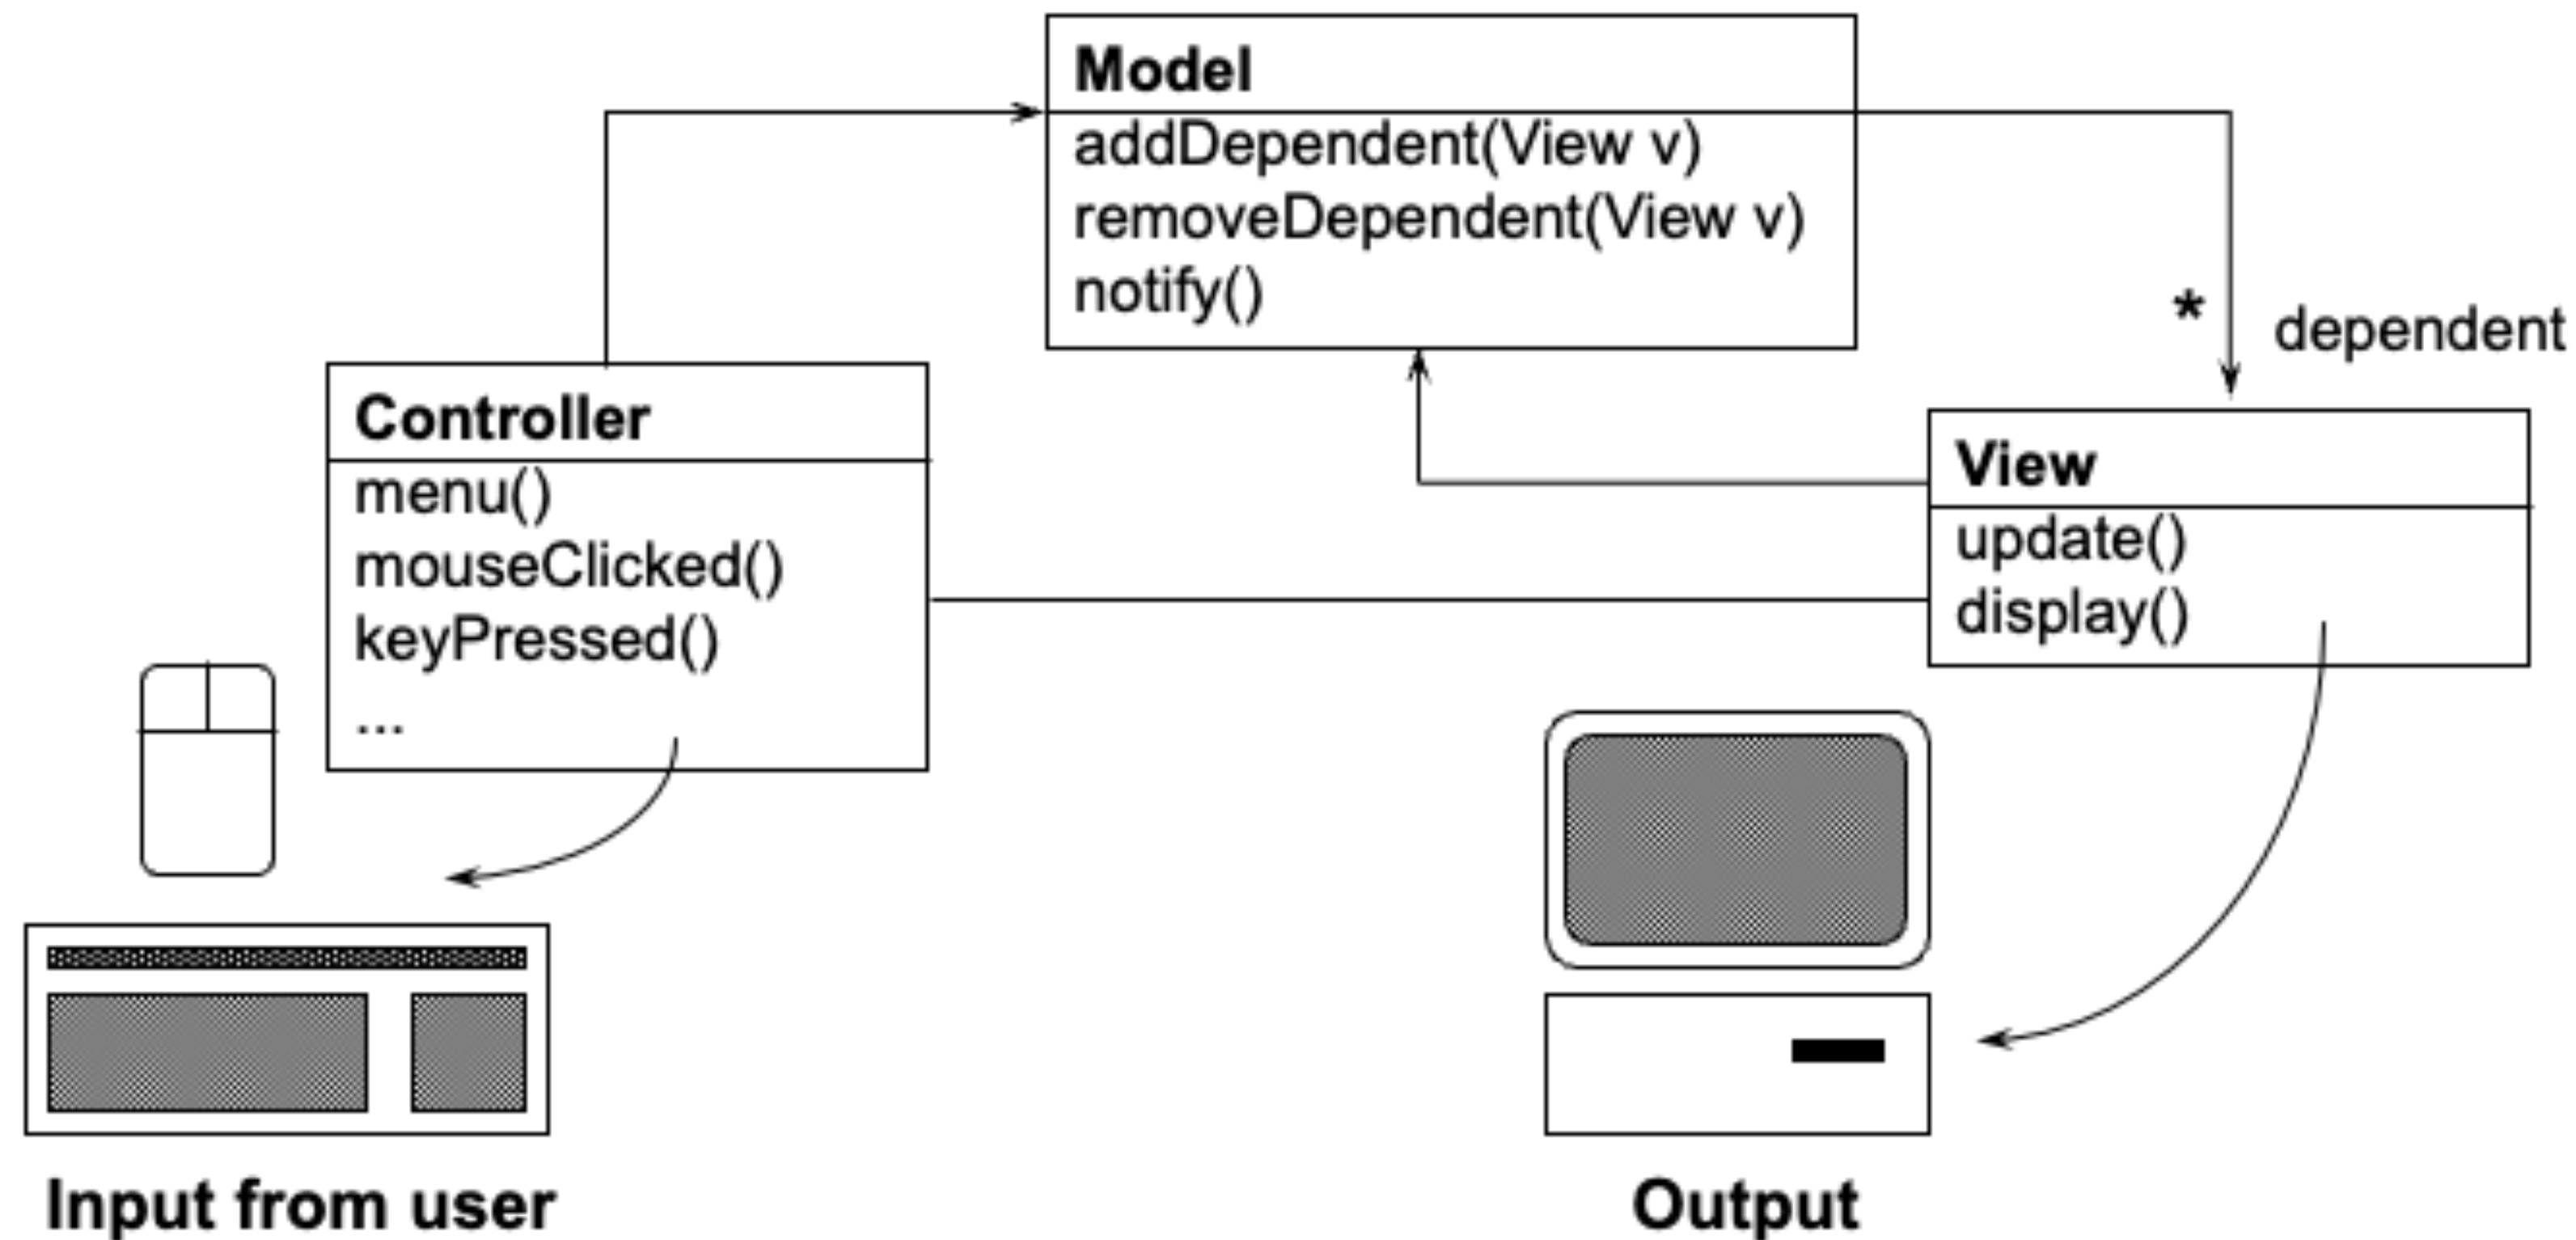 Model
addDependent(View v)
removeDependent(View v)
notify()
* dependent
Controller
menu()
mouseClicked()
keyPressed()
...
View
update()
display()
Input from user
Output